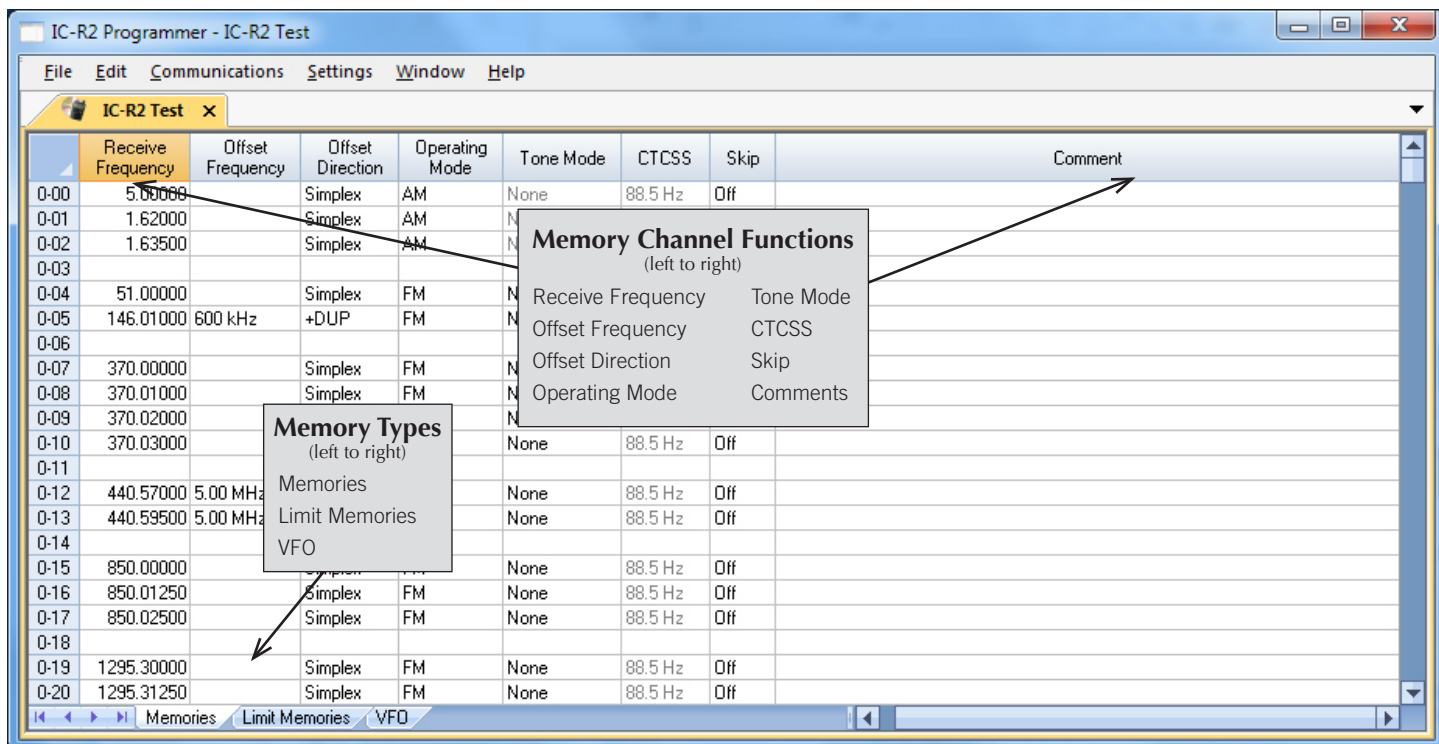 IC-R2 Programmer - IC-R2 Test
File Edit Communications Settings Window Help
IC-R2 Test X
Receive Frequency Offset Frequency Offset Direction Operating Mode Tone Mode CTCSS Skip Comment
0-00 5.00000 Simplex AM None 88.5 Hz Off
0-01 1.62000 Simplex AM
0-02 1.63500 Simplex AM
0-03
0-04 51.00000 Simplex FM
0-05 146.01000 600 kHz +DUP FM
0-06
0-07 370.00000 Simplex FM
0-08 370.01000 Simplex FM
0-09 370.02000
0-10 370.03000 None 88.5 Hz Off
0-11
0-12 440.57000 5.00 MHz None 88.5 Hz Off
0-13 440.59500 5.00 MHz None 88.5 Hz Off
0-14
0-15 850.00000 None 88.5 Hz Off
0-16 850.01250 Simplex FM None 88.5 Hz Off
0-17 850.02500 Simplex FM None 88.5 Hz Off
0-18
0-19 1295.30000 Simplex FM None 88.5 Hz Off
0-20 1295.31250 Simplex FM None 88.5 Hz Off
Memories Limit Memories VFO
Memory Channel Functions
(left to right)
Receive Frequency Tone Mode
Offset Frequency CTCSS
Offset Direction Skip
Operating Mode Comments
Memory Types
(left to right)
Memories
Limit Memories
VFO